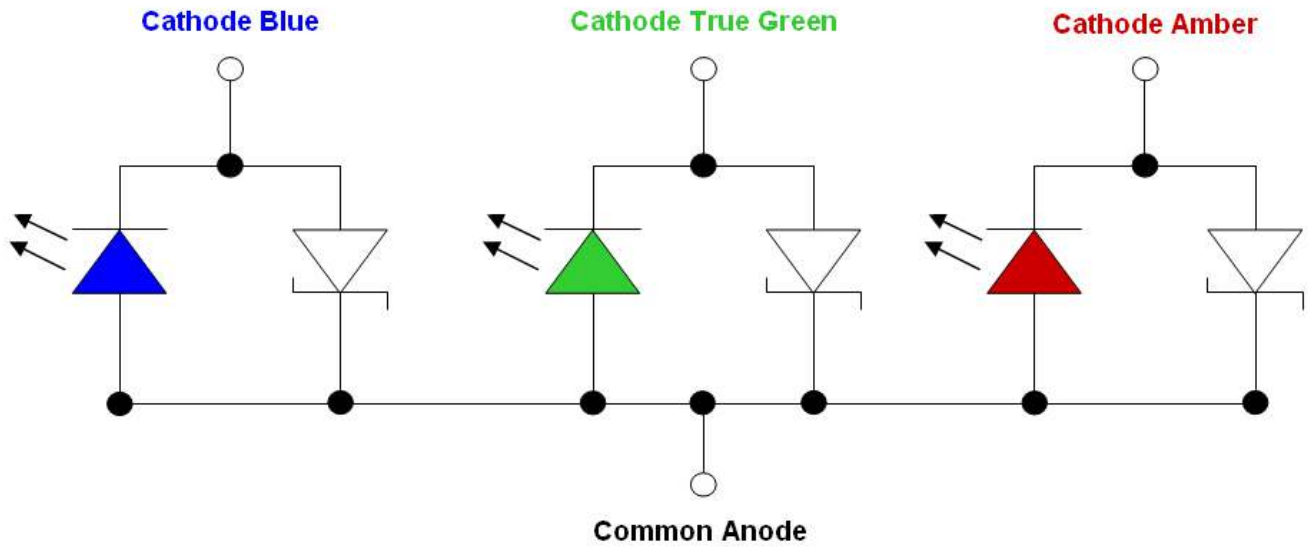 Cathode Blue
Cathode True Green
Cathode Amber
Common Anode